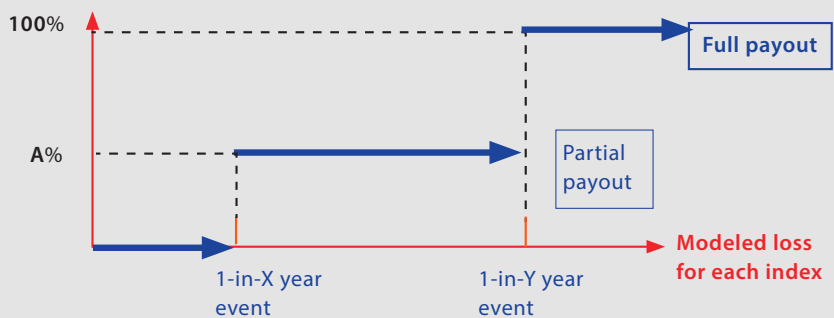 100%
Full payout
A%
Partial
payout
Modeled loss
for each index
1-in-X year
event
1-in-Y year
event